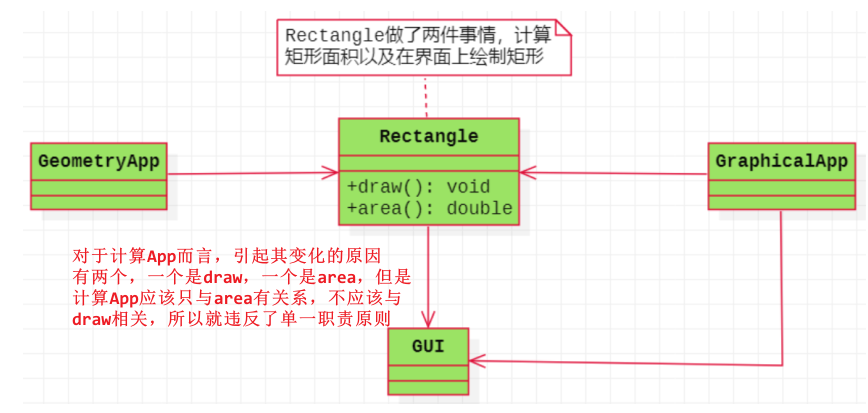 Rectangle做了两件事情，计算
矩形面积以及在界面上绘制矩形
Rectangle
GeometryApp
GraphicalApp
+draw(): void
+area(): double
对于计算App而言，引起其变化的原因
有两个，一个是draw，一个是area，但是
计算App应该只与area有关系，不应该与
draw相关，所以就违反了单一职责原则
GUI